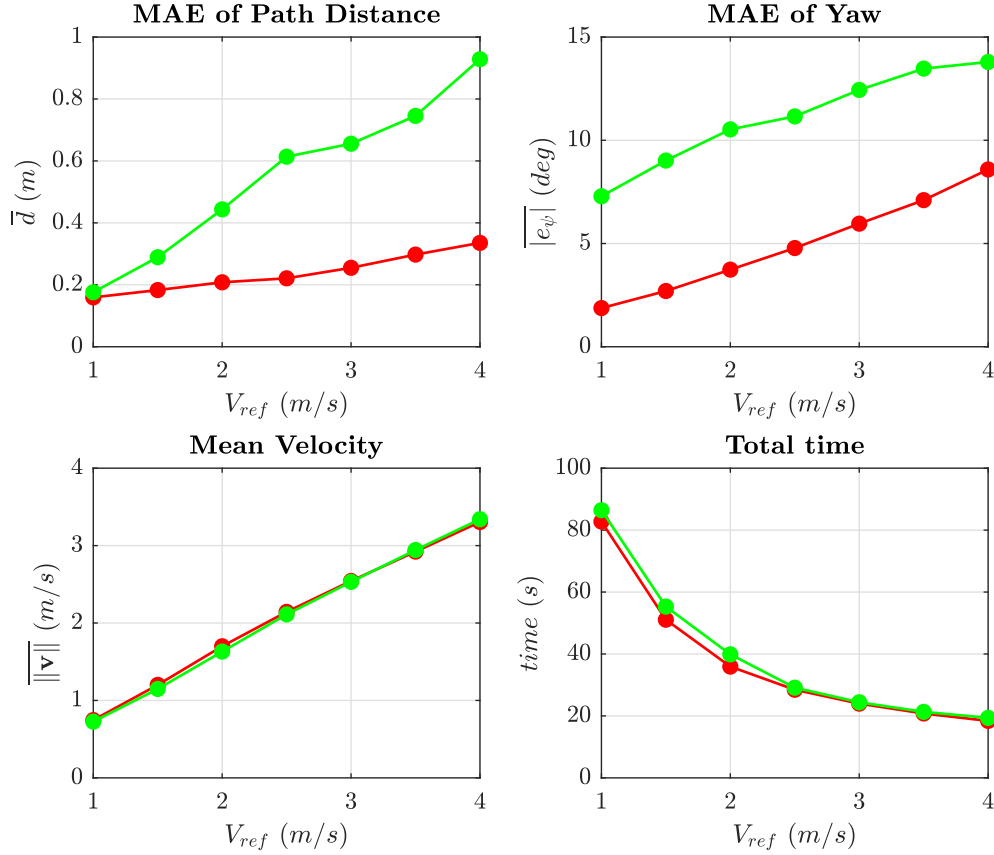 MAE of Path Distance
1
0.8
0.6
0.4
0.2
0
d̅ (m)
1 2 3 4
V_ref (m/s)
MAE of Yaw
15
10
5
0
|e_ψ|̅ (deg)
1 2 3 4
V_ref (m/s)
Mean Velocity
4
3
2
1
0
||v||̅ (m/s)
1 2 3 4
V_ref (m/s)
Total time
100
80
60
40
20
0
time (s)
1 2 3 4
V_ref (m/s)